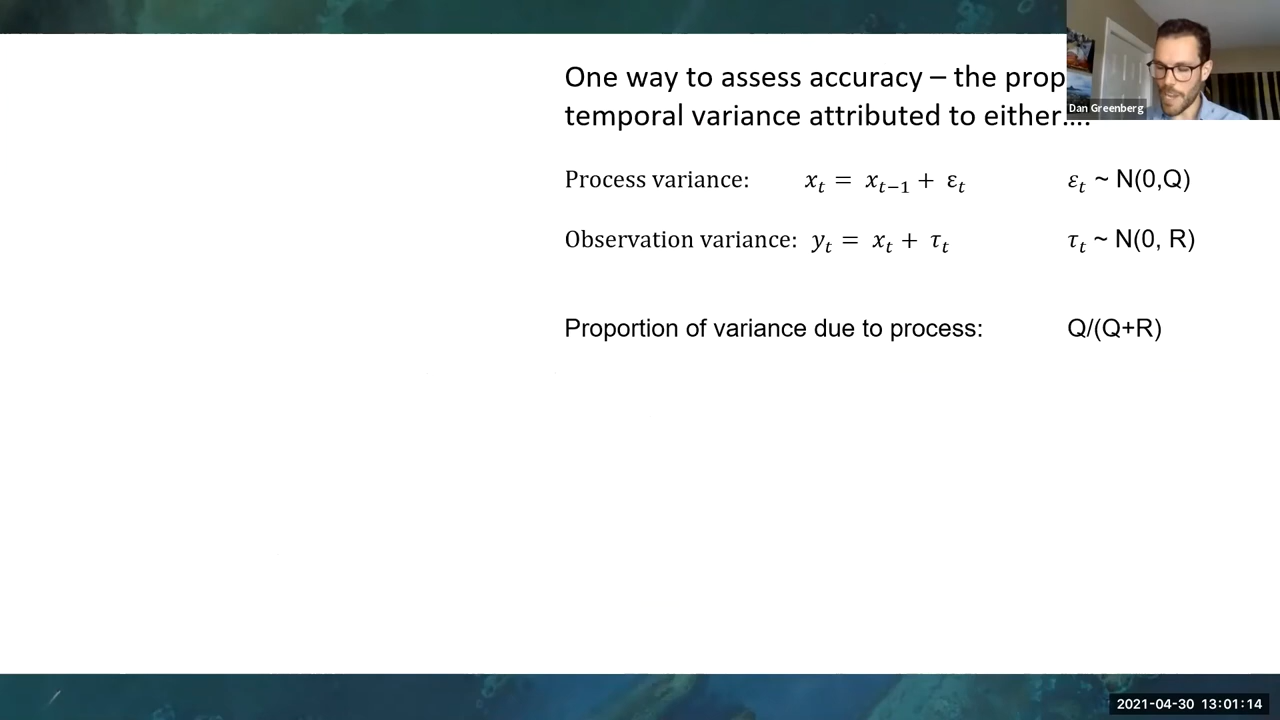 One way to assess accuracy – the prop
temporal variance attributed to either….
Process variance: xₜ = xₜ₋₁ + εₜ εₜ ~ N(0,Q)
Observation variance: yₜ = xₜ + τₜ τₜ ~ N(0, R)
Proportion of variance due to process: Q/(Q+R)
Dan Greenberg
2021-04-30 13:01:14